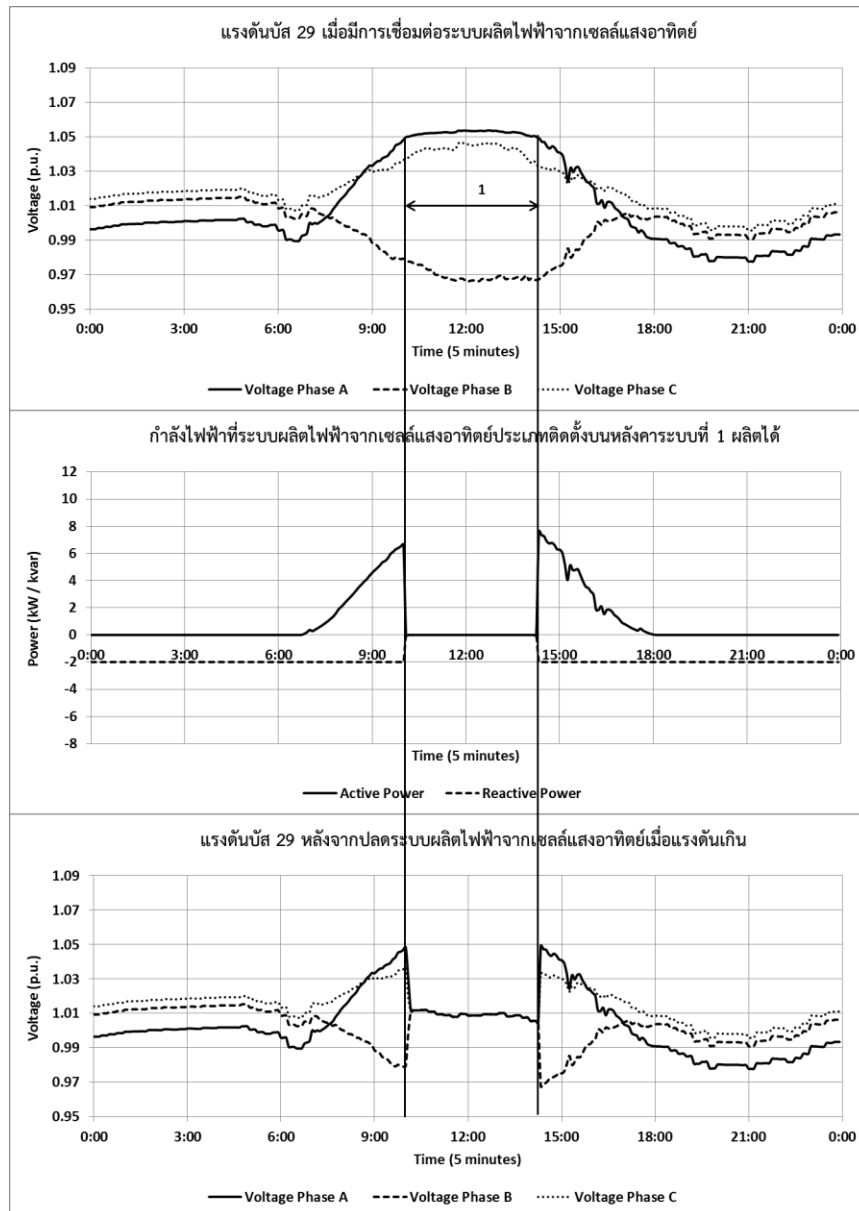 แรงดันบัส 29 เมื่อมีการเชื่อมต่อระบบผลิตไฟฟ้าจากเซลล์แสงอาทิตย์
1.09
1.07
1.05
1.03
1.01
0.99
0.97
0.95
Voltage (p.u.)
1
0:00 3:00 6:00 9:00 12:00 15:00 18:00 21:00 0:00
Time (5 minutes)
Voltage Phase A Voltage Phase B Voltage Phase C
กำลังไฟฟ้าที่ระบบผลิตไฟฟ้าจากเซลล์แสงอาทิตย์ประเภทติดตั้งบนหลังคาระบบที่ 1 ผลิตได้
12
10
8
6
4
2
0
-2
-4
-6
-8
Power (kW / kvar)
0:00 3:00 6:00 9:00 12:00 15:00 18:00 21:00 0:00
Time (5 minutes)
Active Power Reactive Power
แรงดันบัส 29 หลังจากปลดระบบผลิตไฟฟ้าจากเซลล์แสงอาทิตย์เมื่อแรงดันเกิน
1.09
1.07
1.05
1.03
1.01
0.99
0.97
0.95
Voltage (p.u.)
0:00 3:00 6:00 9:00 12:00 15:00 18:00 21:00 0:00
Time (5 minutes)
Voltage Phase A Voltage Phase B Voltage Phase C